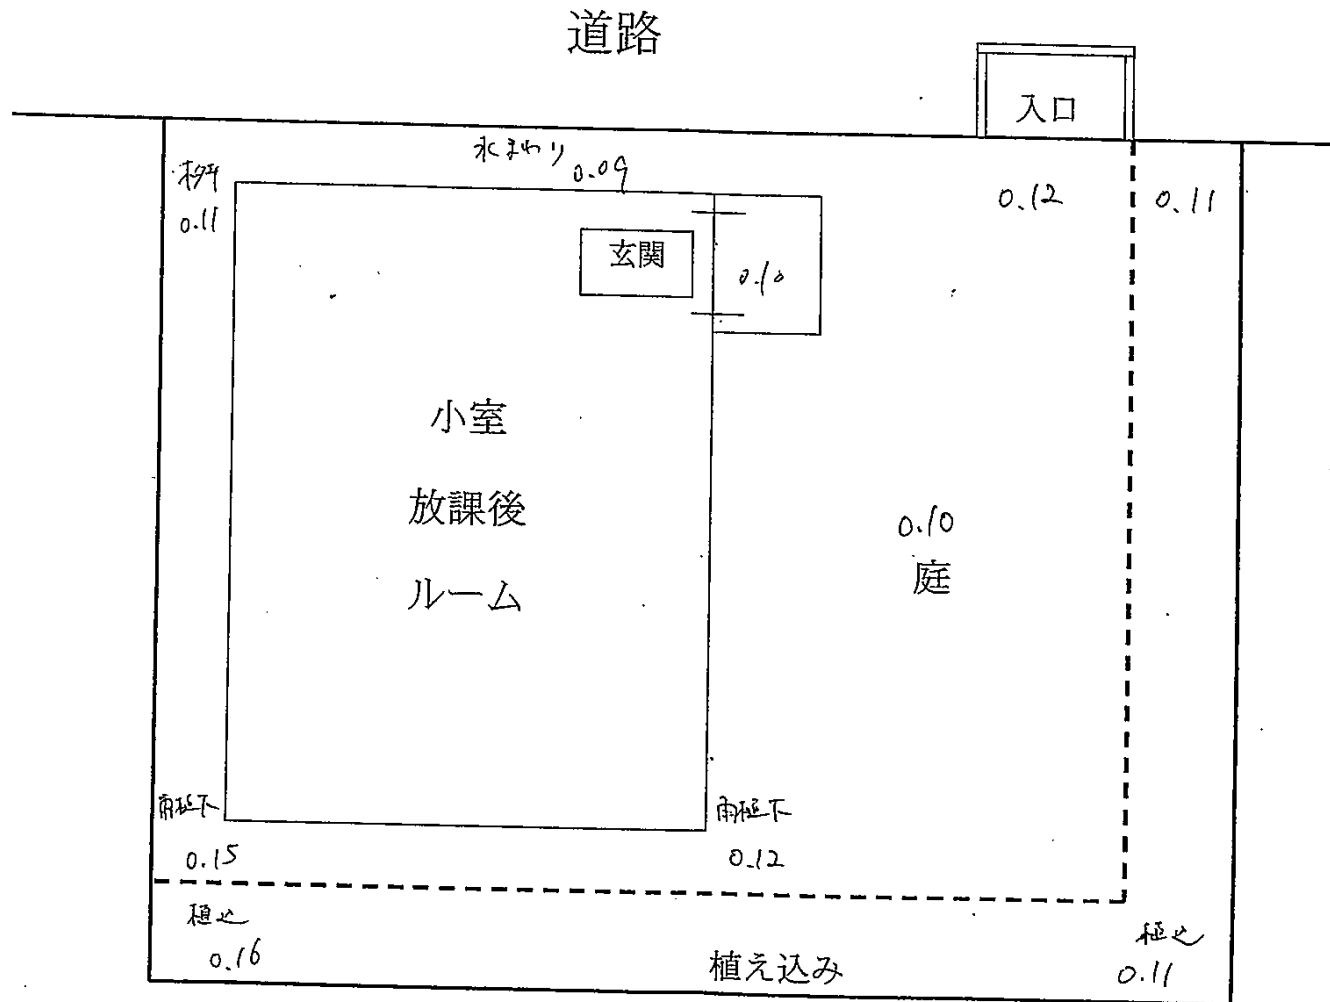 道路
入口
水まわり
0.09
桝
0.11
0.12
0.11
玄関
0.10
小室
放課後
ルーム
0.10
庭
雨樋下
雨樋下
0.15
0.12
植込
0.16
植え込み
植込
0.11